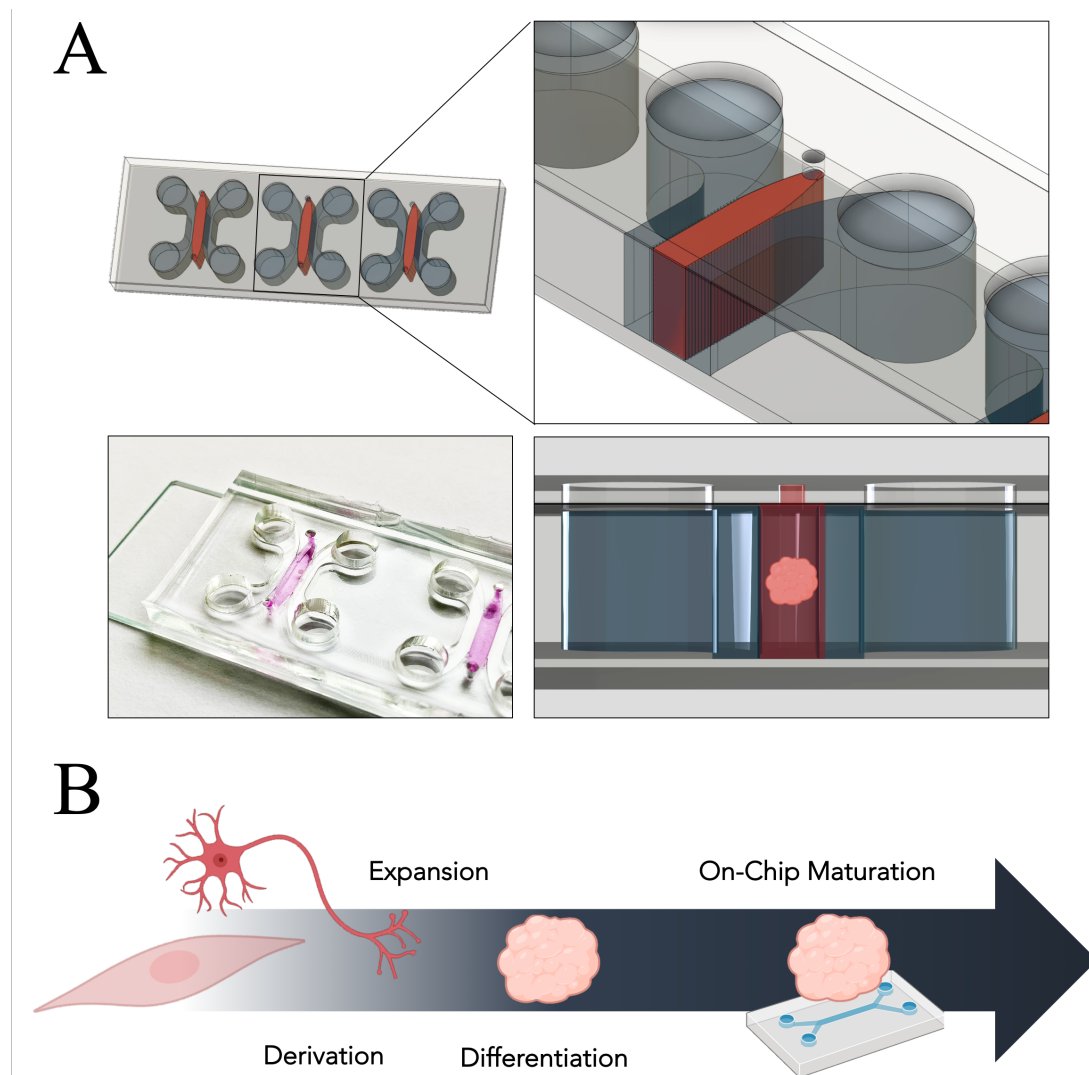 A
B
Expansion
On-Chip Maturation
Derivation
Differentiation